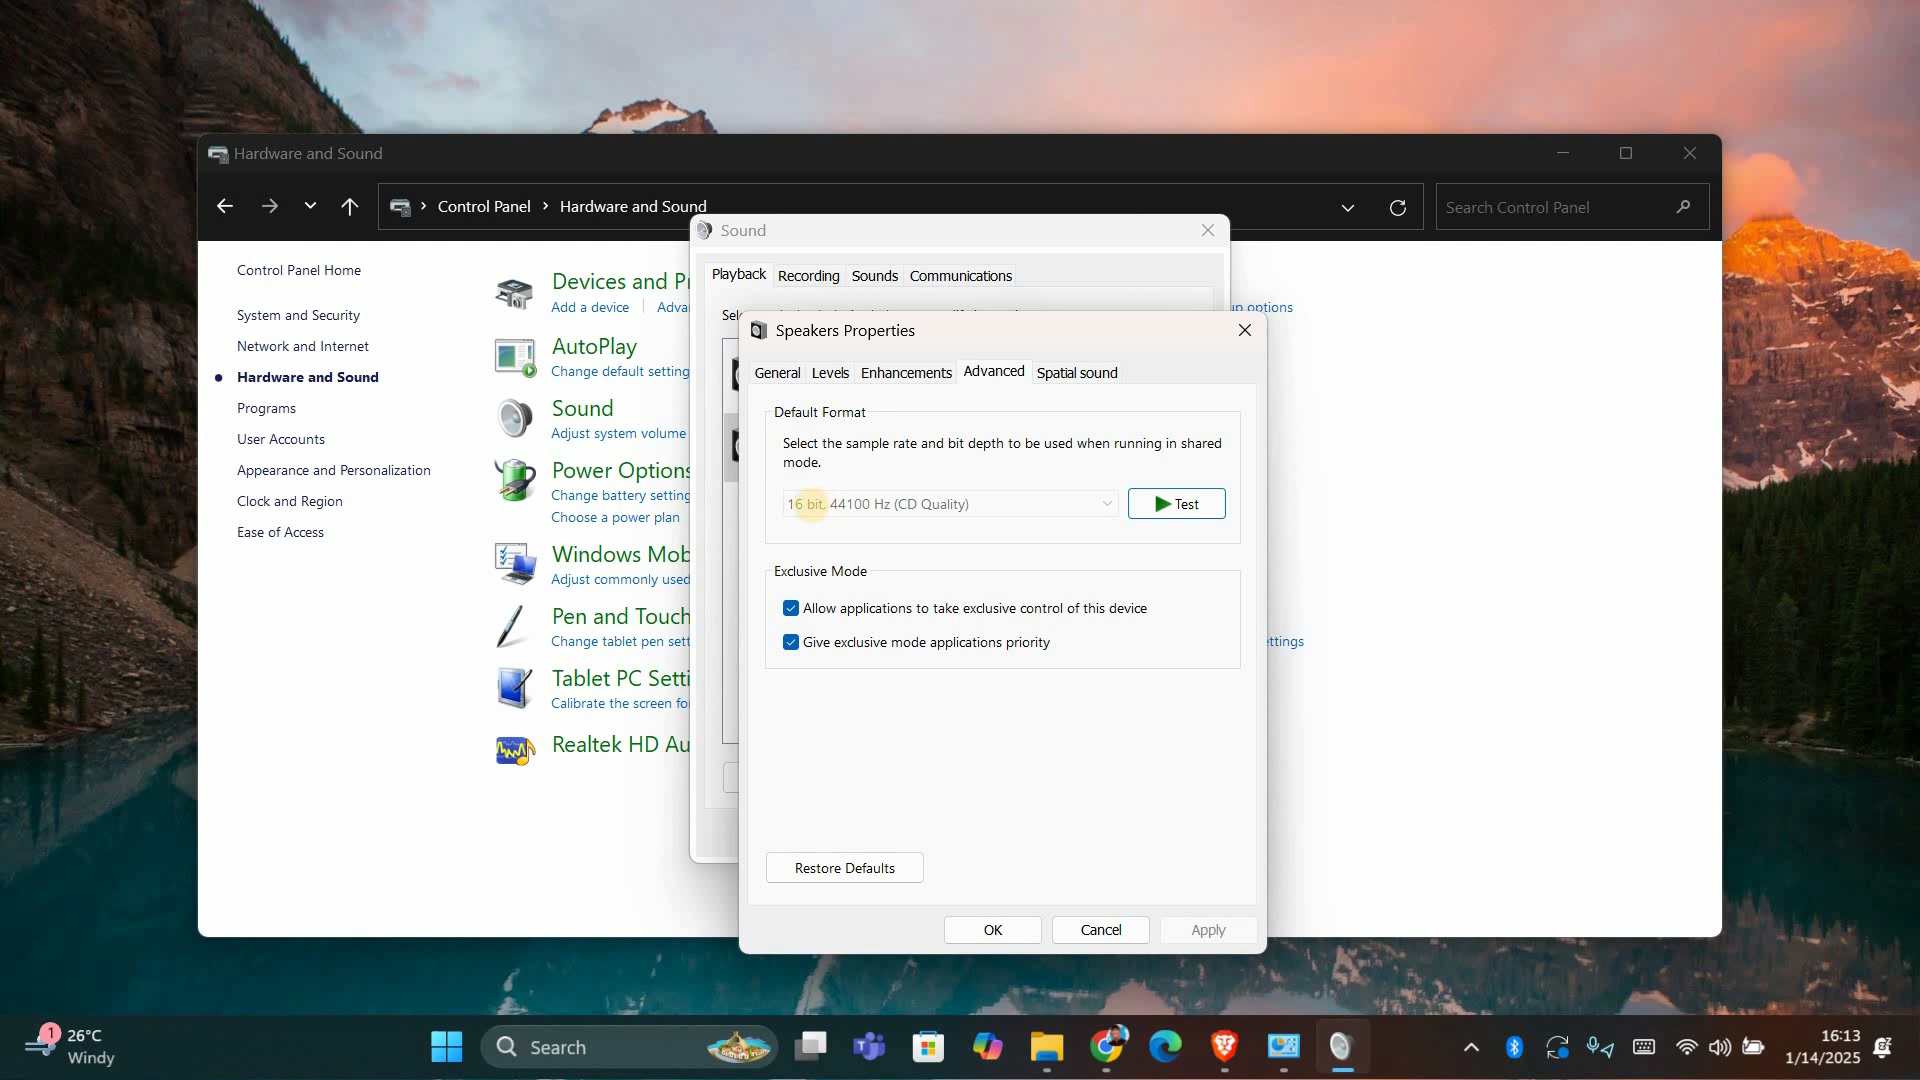 Hardware and Sound
Control Panel
Hardware and Sound
Search Control Panel
Control Panel Home
System and Security
Network and Internet
Hardware and Sound
Programs
User Accounts
Appearance and Personalization
Clock and Region
Ease of Access
Devices and Pr
Add a device
Adva
up options
AutoPlay
Change default setting
Sound
Adjust system volume
Power Options
Change battery setting
Choose a power plan
Windows Mob
Adjust commonly used
Pen and Touch
Change tablet pen sett
ettings
Tablet PC Setti
Calibrate the screen fo
Realtek HD Au
Sound
Playback
Recording
Sounds
Communications
Speakers Properties
General
Levels
Enhancements
Advanced
Spatial sound
Default Format
Select the sample rate and bit depth to be used when running in shared
mode.
16 bit, 44100 Hz (CD Quality)
Test
Exclusive Mode
Allow applications to take exclusive control of this device
Give exclusive mode applications priority
Restore Defaults
OK
Cancel
Apply
1
26°C
Windy
Search
16:13
1/14/2025